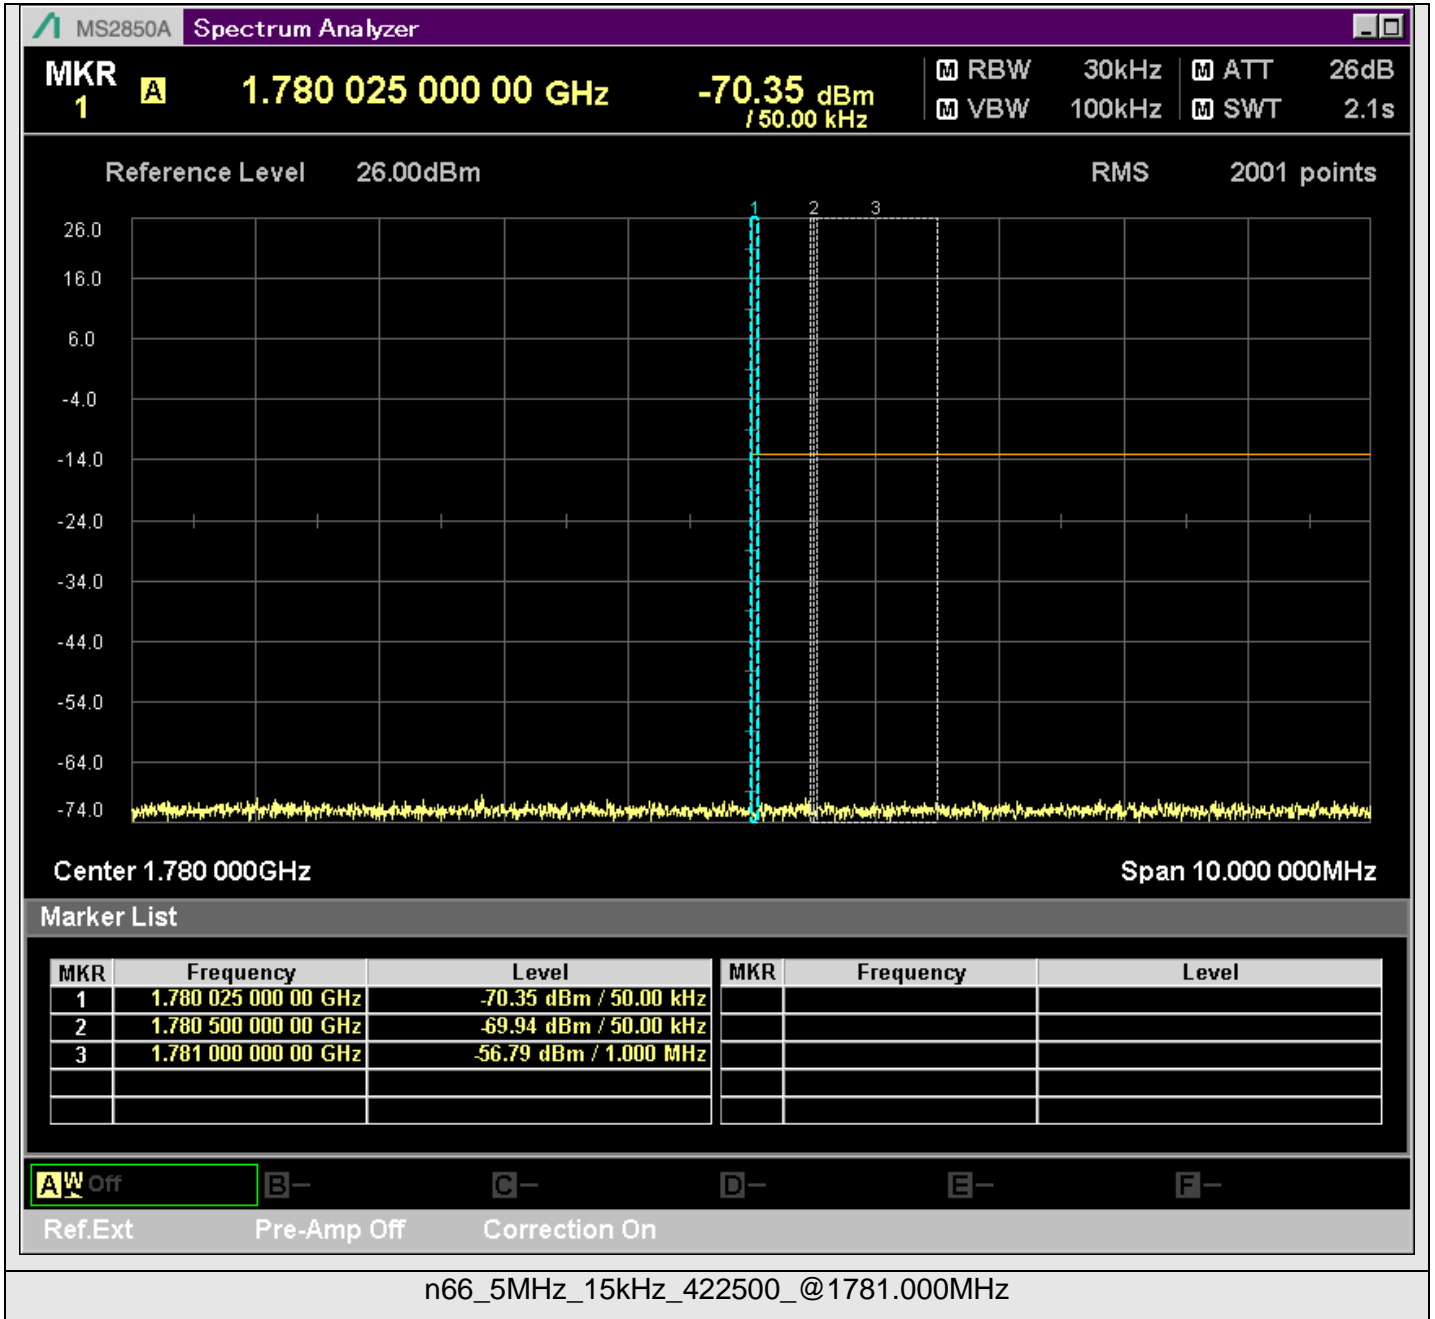 MS2850A Spectrum Analyzer
MKR 1 A 1.780 025 000 00 GHz -70.35 dBm / 50.00 kHz
M RBW 30kHz M ATT 26dB
M VBW 100kHz M SWT 2.1s
Reference Level 26.00dBm RMS 2001 points
1 2 3
26.0
16.0
6.0
-4.0
-14.0
-24.0
-34.0
-44.0
-54.0
-64.0
-74.0
Center 1.780 000GHz Span 10.000 000MHz
Marker List
MKR Frequency Level MKR Frequency Level
1 1.780 025 000 00 GHz -70.35 dBm / 50.00 kHz
2 1.780 500 000 00 GHz -69.94 dBm / 50.00 kHz
3 1.781 000 000 00 GHz -56.79 dBm / 1.000 MHz
A W Off B - C - D - E - F -
Ref.Ext Pre-Amp Off Correction On
n66_5MHz_15kHz_422500_@1781.000MHz